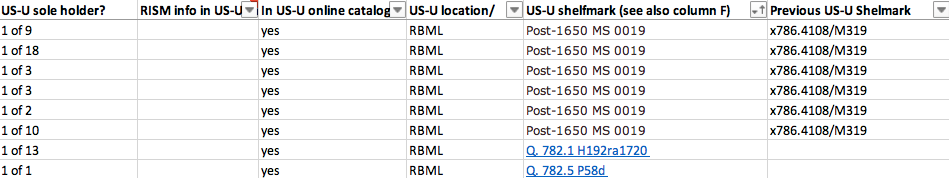 US-U sole holder? RISM info in US-U In US-U online catalog US-U location/ US-U shelfmark (see also column F) Previous US-U Shelmark
1 of 9 yes RBML Post-1650 MS 0019 x786.4108/M319
1 of 18 yes RBML Post-1650 MS 0019 x786.4108/M319
1 of 3 yes RBML Post-1650 MS 0019 x786.4108/M319
1 of 3 yes RBML Post-1650 MS 0019 x786.4108/M319
1 of 2 yes RBML Post-1650 MS 0019 x786.4108/M319
1 of 10 yes RBML Post-1650 MS 0019 x786.4108/M319
1 of 13 yes RBML Q. 782.1 H192ra1720
1 of 1 yes RBML Q. 782.5 P58d